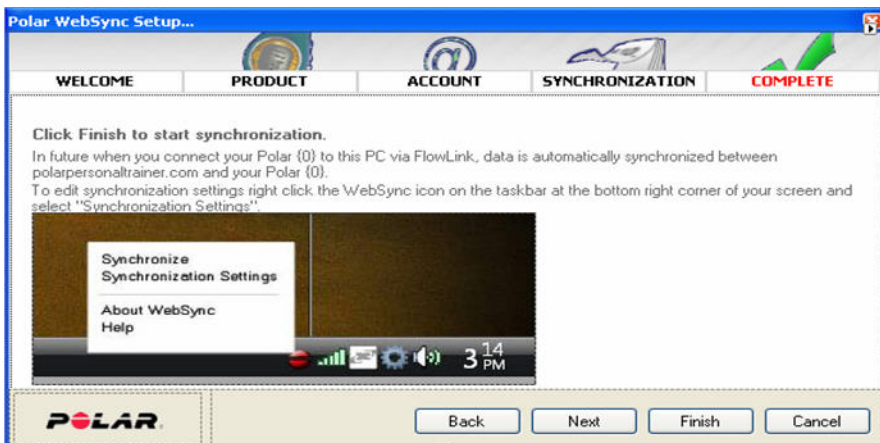 Polar WebSync Setup...
WELCOME PRODUCT ACCOUNT SYNCHRONIZATION COMPLETE
Click Finish to start synchronization.
In future when you connect your Polar {0} to this PC via FlowLink, data is automatically synchronized between
polarpersonaltrainer.com and your Polar {0}.
To edit synchronization settings right click the WebSync icon on the taskbar at the bottom right corner of your screen and
select "Synchronization Settings".
Synchronize
Synchronization Settings
About WebSync
Help
3 14 PM
POLAR.
Back Next Finish Cancel